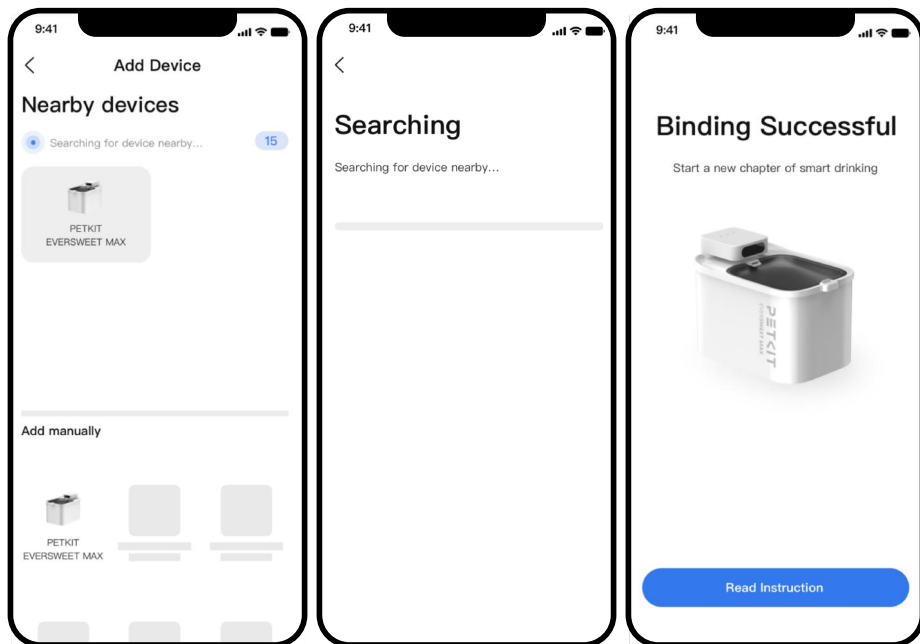 9:41
Add Device
Nearby devices
Searching for device nearby...
15
PETKIT
EVERSWEET MAX
Add manually
PETKIT
EVERSWEET MAX
9:41
Searching
Searching for device nearby...
9:41
Binding Successful
Start a new chapter of smart drinking
PETKIT
EVERSWEET MAX
Read Instruction